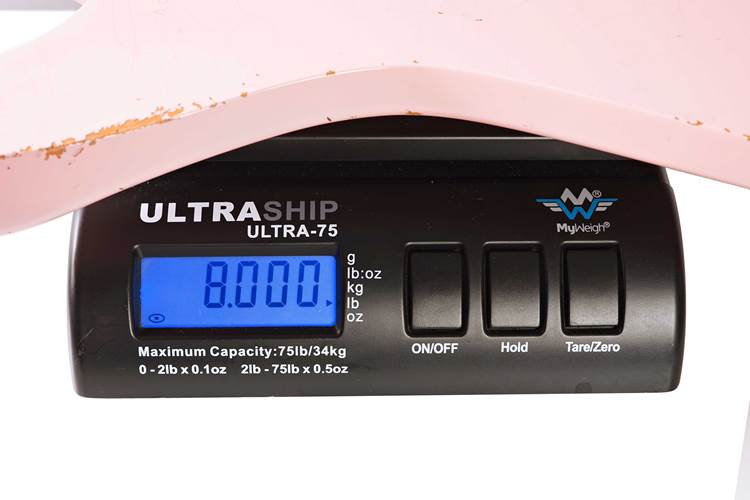 ULTRASHIP
ULTRA-75
MW®
MyWeigh®
8.000
g
lb:oz
kg
lb
oz
ON/OFF
Hold
Tare/Zero
Maximum Capacity:75lb/34kg
0 - 2lb x 0.1oz 2lb - 75lb x 0.5oz